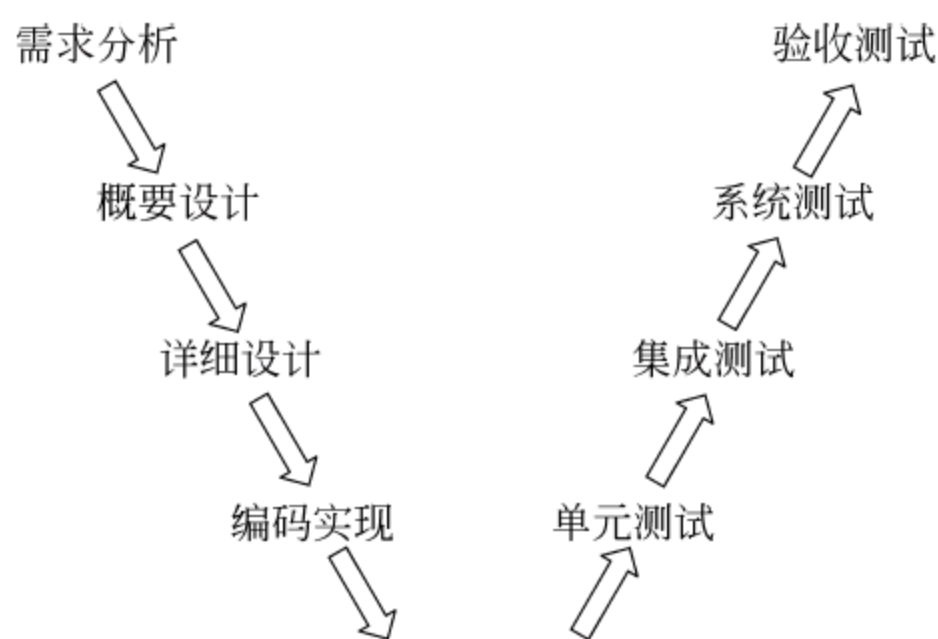 需求分析
验收测试
概要设计
系统测试
详细设计
集成测试
编码实现
单元测试